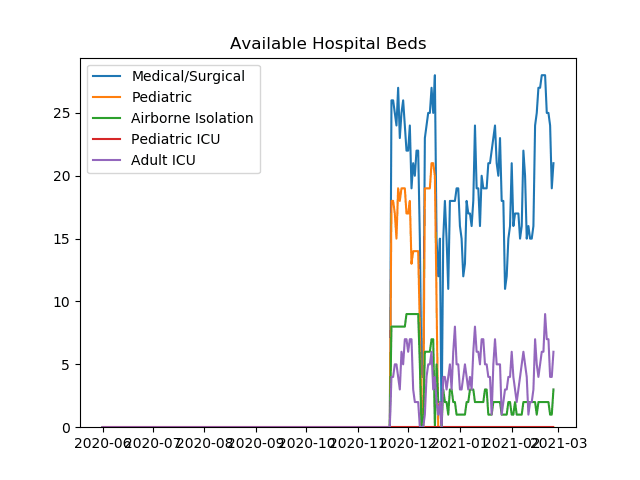 Available Hospital Beds
Medical/Surgical
Pediatric
Airborne Isolation
Pediatric ICU
Adult ICU
25
20
15
10
5
0
2020-06 2020-07 2020-08 2020-09 2020-10 2020-11 2020-12 2021-01 2021-02 2021-03